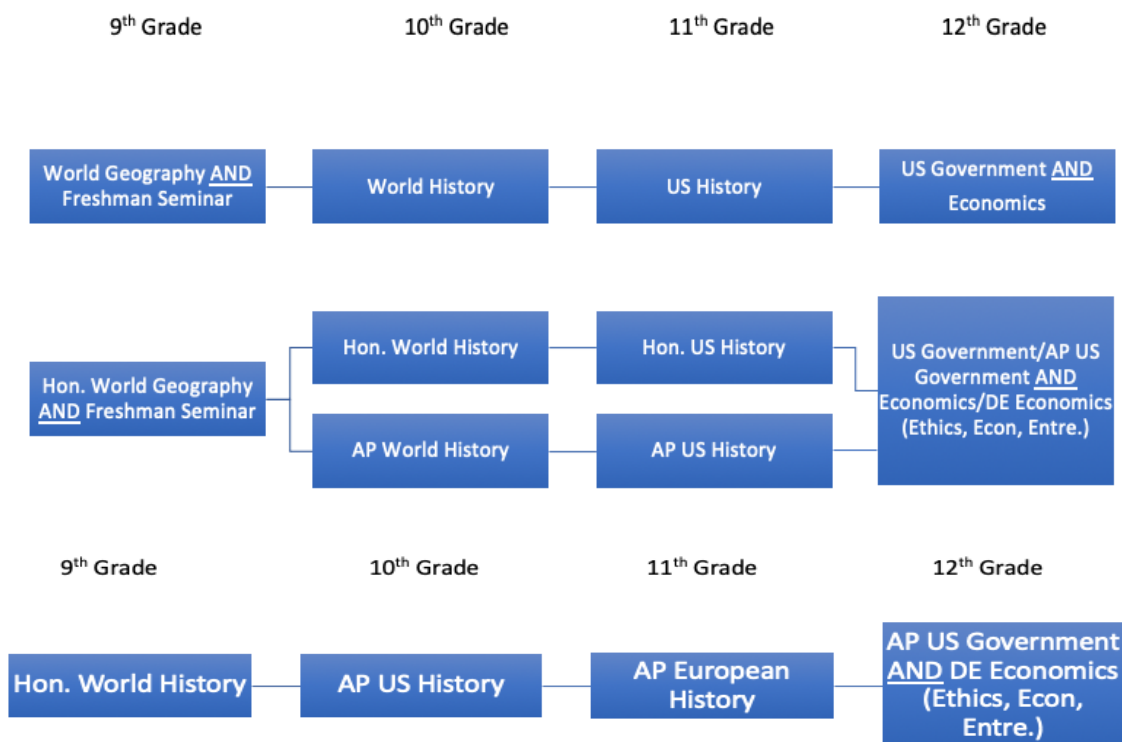 9th Grade
10th Grade
11th Grade
12th Grade
World Geography AND
Freshman Seminar
World History
US History
US Government AND
Economics
Hon. World Geography
AND Freshman Seminar
Hon. World History
Hon. US History
AP World History
AP US History
US Government/AP US
Government AND
Economics/DE Economics
(Ethics, Econ, Entre.)
9th Grade
10th Grade
11th Grade
12th Grade
Hon. World History
AP US History
AP European
History
AP US Government
AND DE Economics
(Ethics, Econ,
Entre.)